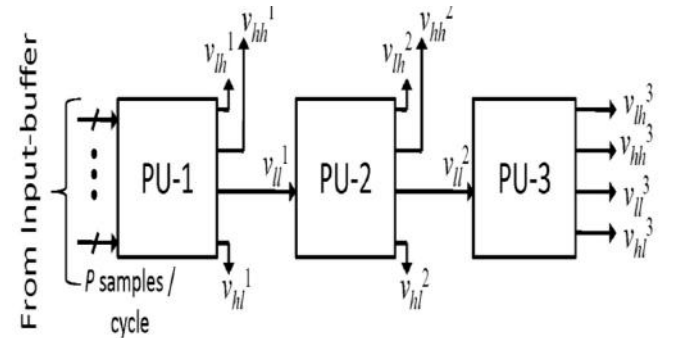 From Input-buffer
P samples /
cycle
PU-1
v_lh^1
v_hh^1
v_ll^1
v_hl^1
PU-2
v_lh^2
v_hh^2
v_ll^2
v_hl^2
PU-3
v_lh^3
v_hh^3
v_ll^3
v_hl^3